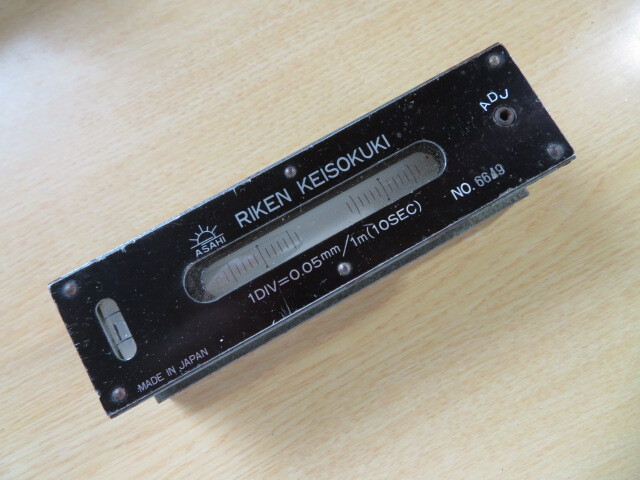 ADJ
RIKEN KEISOKUKI
ASAHI
NO. 6649
1DIV=0.05mm/1m(10SEC)
MADE IN JAPAN